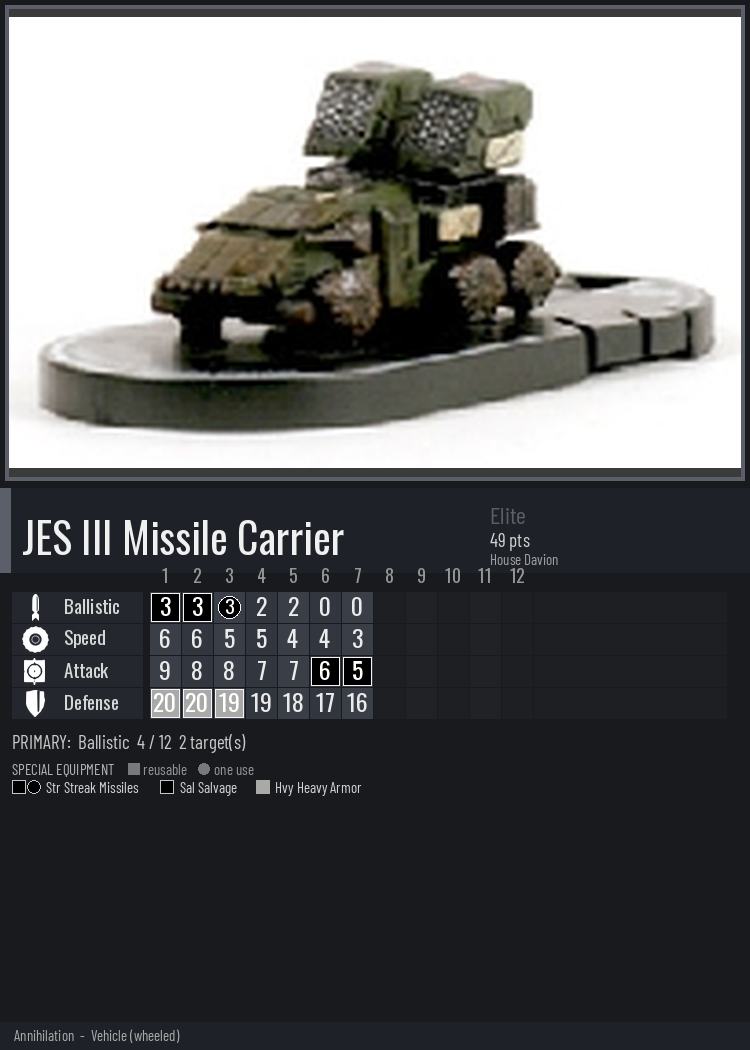 JES III Missile Carrier
Elite
49 pts
House Davion
1 2 3 4 5 6 7 8 9 10 11 12
Ballistic 3 3 3 2 2 0 0
Speed 6 6 5 5 4 4 3
Attack 9 8 8 7 7 6 5
Defense 20 20 19 19 18 17 16
PRIMARY: Ballistic 4 / 12 2 target(s)
SPECIAL EQUIPMENT reusable one use
Str Streak Missiles Sal Salvage Hvy Heavy Armor
Annihilation - Vehicle (wheeled)